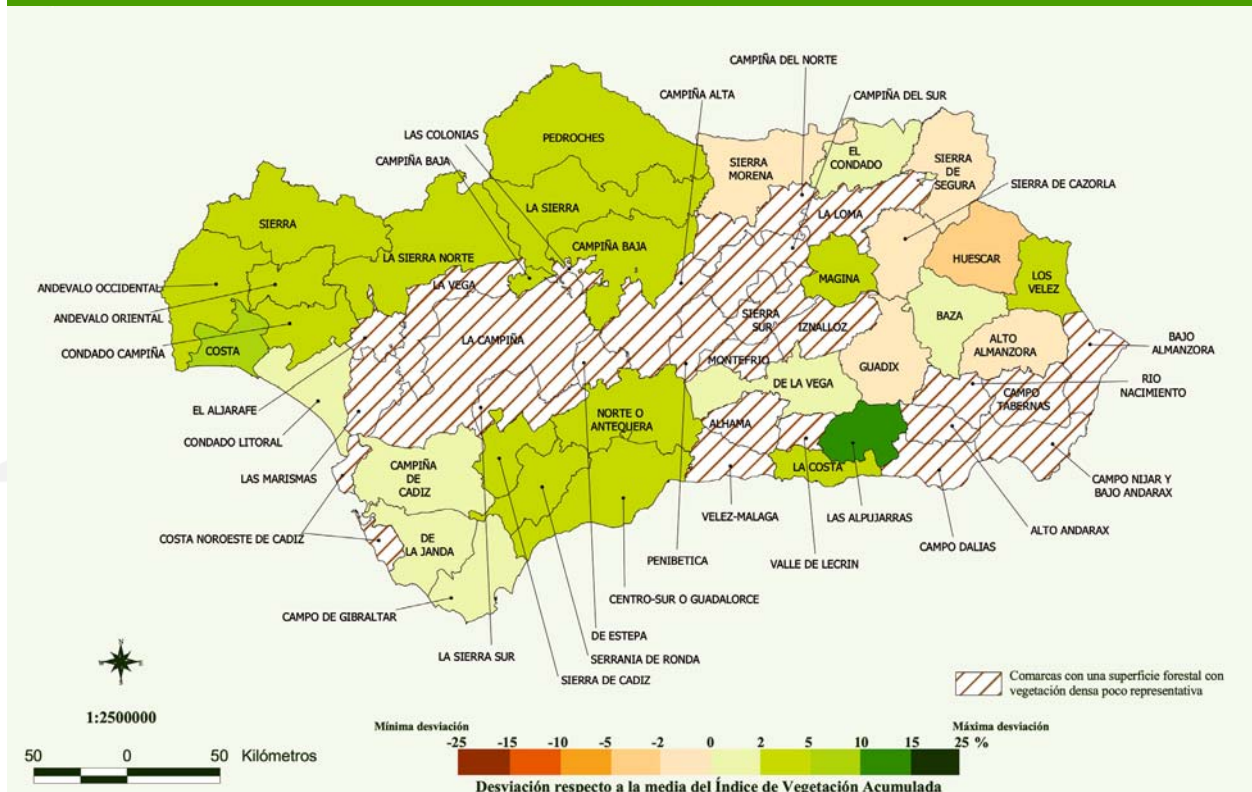 CAMPIÑA DEL NORTE
CAMPIÑA ALTA
CAMPIÑA DEL SUR
LAS COLONIAS
CAMPIÑA BAJA
PEDROCHES
EL
CONDADO
SIERRA
MORENA
SIERRA
DE
SEGURA
SIERRA DE CAZORLA
LA SIERRA
LA LOMA
SIERRA
CAMPIÑA BAJA
LA SIERRA NORTE
HUESCAR
MAGINA
LOS
VELEZ
ANDEVALO OCCIDENTAL
LA VEGA
ANDEVALO ORIENTAL
SIERRA
SUR
IZNALLOZ
BAZA
CONDADO CAMPIÑA
COSTA
LA CAMPIÑA
ALTO
ALMANZORA
BAJO
ALMANZORA
MONTEFRIO
GUADIX
DE LA VEGA
RIO
NACIMIENTO
CAMPO
TABERNAS
EL ALJARAFE
NORTE O
ANTEQUERA
ALHAMA
CONDADO LITORAL
LAS MARISMAS
CAMPIÑA
DE
CADIZ
LA COSTA
CAMPO NIJAR Y
BAJO ANDARAX
VELEZ-MALAGA
LAS ALPUJARRAS
ALTO ANDARAX
COSTA NOROESTE DE CADIZ
DE
LA JANDA
CAMPO DALIAS
PENIBETICA
VALLE DE LECRIN
CENTRO-SUR O GUADALORCE
CAMPO DE GIBRALTAR
DE ESTEPA
LA SIERRA SUR
SERRANIA DE RONDA
SIERRA DE CADIZ
N
S
Comarcas con una superficie forestal con
vegetación densa poco representativa
1:2500000
50 0 50 Kilómetros
Mínima desviación Máxima desviación
-25 -15 -10 -5 -2 0 2 5 10 15 25 %
Desviación respecto a la media del Índice de Vegetación Acumulada